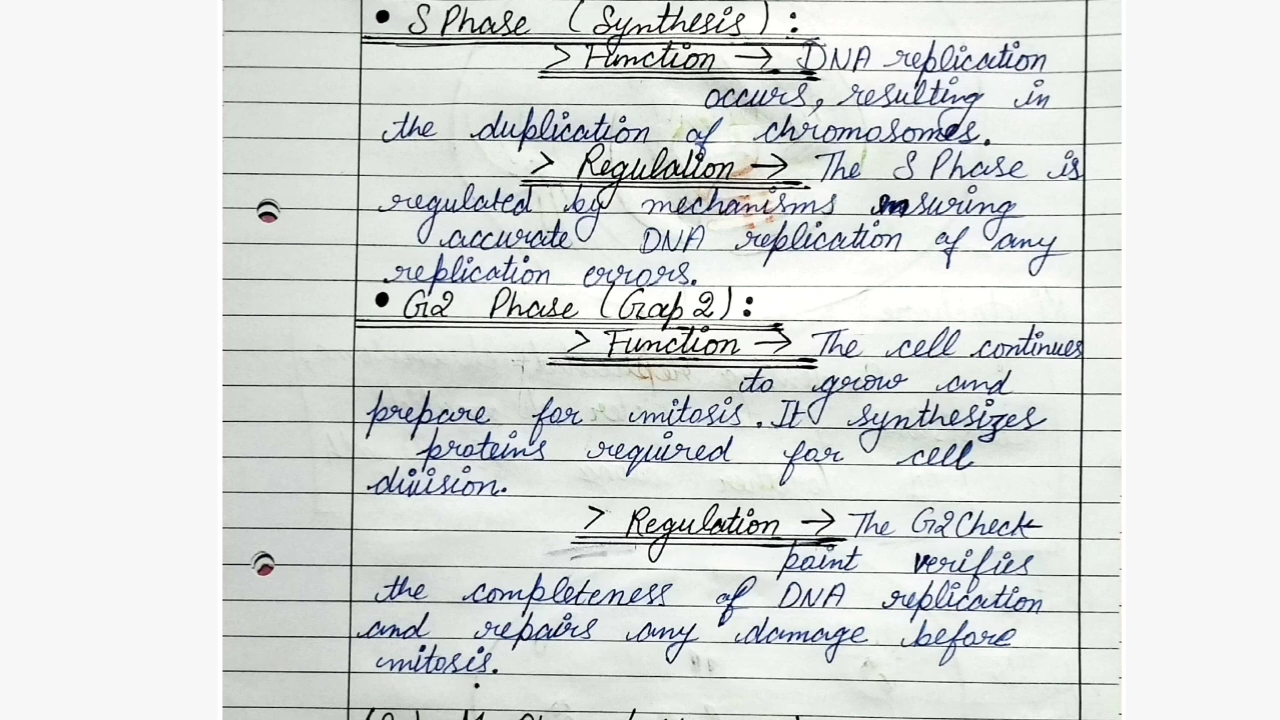 • S Phase (Synthesis) :
> Function → DNA replication
occurs, resulting in
the duplication of chromosomes.
> Regulation → The S Phase is
regulated by mechanisms ensuring
accurate DNA replication of any
replication errors.
• G2 Phase (Gap 2) :
> Function → The cell continues
to grow and
prepare for mitosis. It synthesizes
proteins required for cell
division.
> Regulation → The G2 Check
point verifies
the completeness of DNA replication
and repairs any damage before
mitosis.